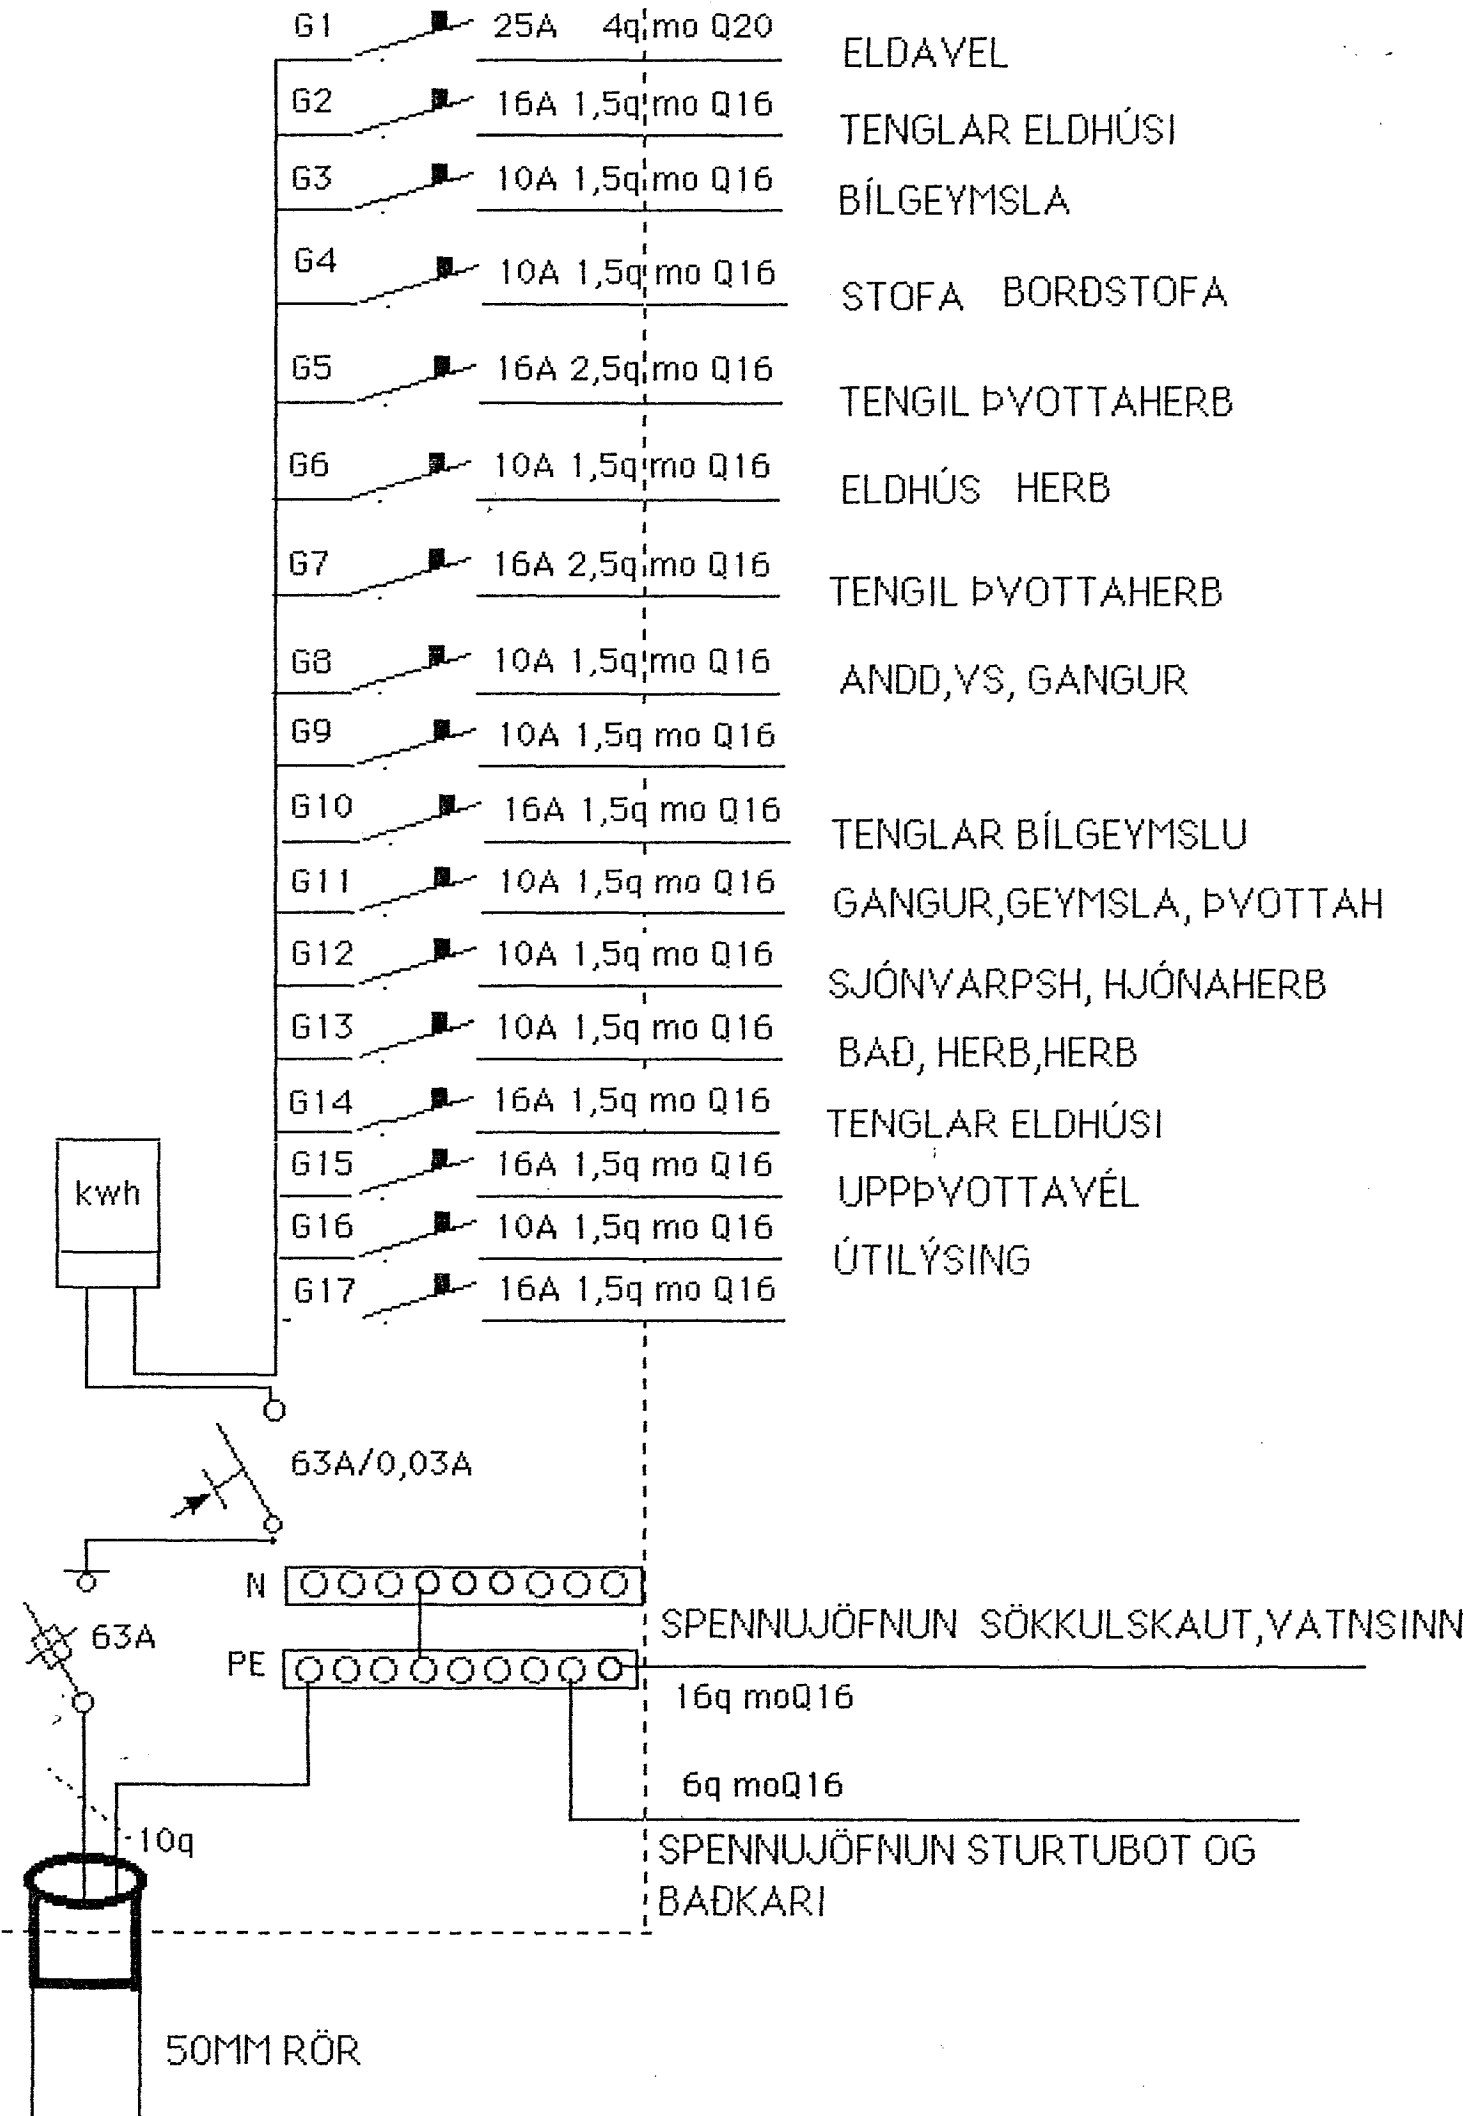 G1 25A 4q mo Q20 ELDAVEL
G2 16A 1,5q mo Q16 TENGLAR ELDHÚSI
G3 10A 1,5q mo Q16 BÍLGEYMSLA
G4 10A 1,5q mo Q16 STOFA BORÐSTOFA
G5 16A 2,5q mo Q16 TENGIL ÞVOTTAHERB
G6 10A 1,5q mo Q16 ELDHÚS HERB
G7 16A 2,5q mo Q16 TENGIL ÞVOTTAHERB
G8 10A 1,5q mo Q16 ANDD,VS, GANGUR
G9 10A 1,5q mo Q16
G10 16A 1,5q mo Q16 TENGLAR BÍLGEYMSLU
G11 10A 1,5q mo Q16 GANGUR,GEYMSLA, ÞVOTTAH
G12 10A 1,5q mo Q16 SJÓNVARPSH, HJÓNAHERB
G13 10A 1,5q mo Q16 BAÐ, HERB,HERB
G14 16A 1,5q mo Q16 TENGLAR ELDHÚSI
G15 16A 1,5q mo Q16 UPPÞVOTTAVÉL
G16 10A 1,5q mo Q16 ÚTILÝSING
G17 16A 1,5q mo Q16
kwh
63A/0,03A
N
63A
SPENNUJÖFNUN SÖKKULSKAUT,VATNSINN
PE
16q moQ16
6q moQ16
10q
SPENNUJÖFNUN STURTUBOT OG
BAÐKARI
50MM RÖR